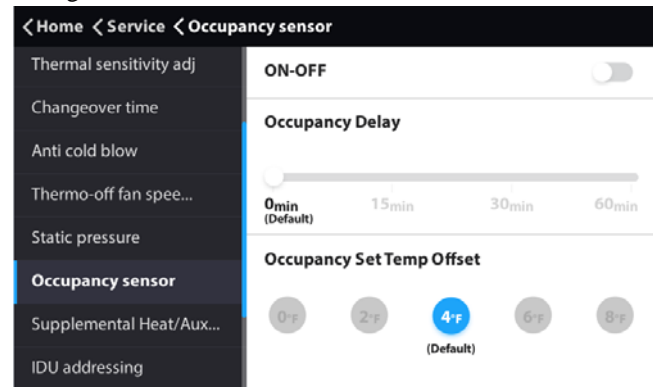 Home Service Occupancy sensor
Thermal sensitivity adj
Changeover time
Anti cold blow
Thermo-off fan spee...
Static pressure
Occupancy sensor
Supplemental Heat/Aux...
IDU addressing
ON-OFF
Occupancy Delay
0min 15min 30min 60min
(Default)
Occupancy Set Temp Offset
0°F 2°F 4°F 6°F 8°F
(Default)